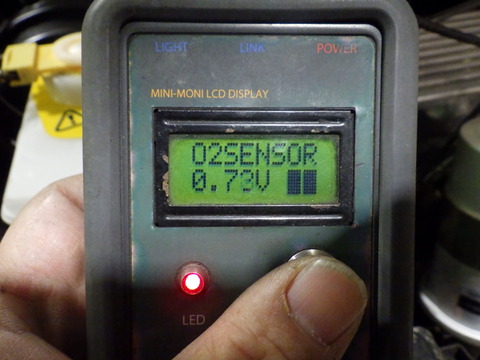 LIGHT LINK POWER
MINI-MONI LCD DISPLAY
O2SENSOR
0.73V
LED